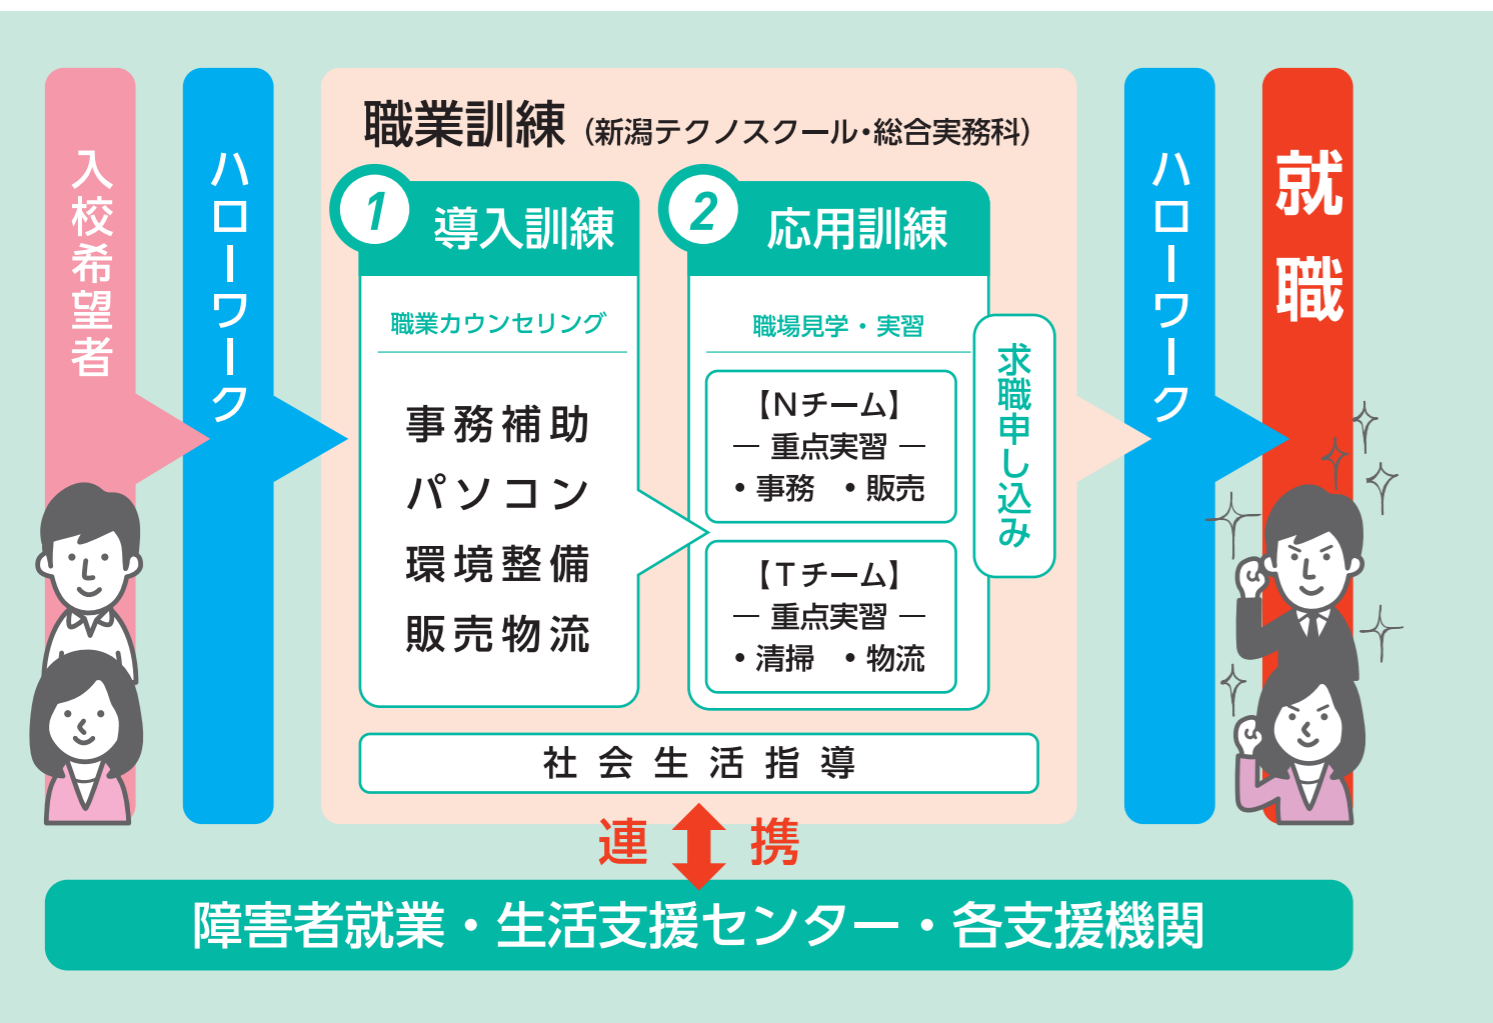 入校希望者
ハローワーク
職業訓練（新潟テクノスクール・総合実務科）
1 導入訓練
職業カウンセリング
事務補助
パソコン
環境整備
販売物流
2 応用訓練
職場見学・実習
【Nチーム】
― 重点実習 ―
・事務 ・販売
【Tチーム】
― 重点実習 ―
・清掃 ・物流
求職申し込み
社会生活指導
ハローワーク
就職
連携
障害者就業・生活支援センター・各支援機関